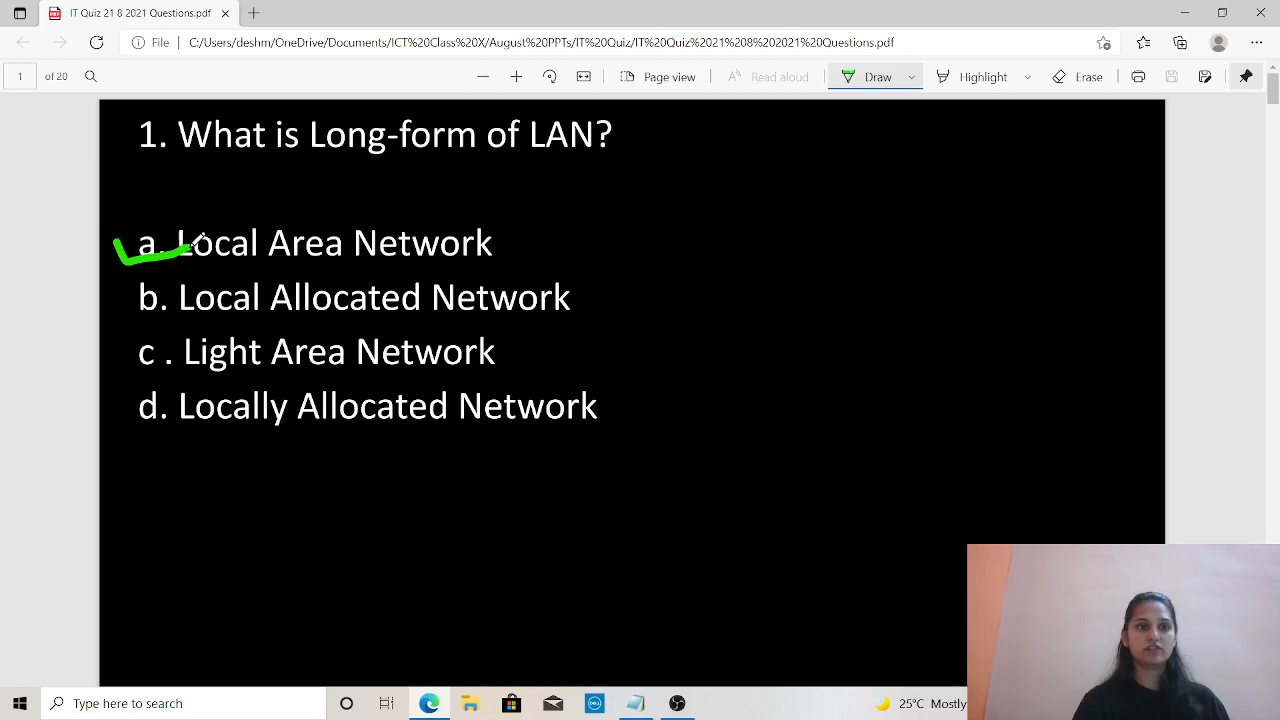 IT Quiz 21 8 2021 Questions.pdf
File C:/Users/deshm/OneDrive/Documents/ICT%20Class%20X/August%20PPTs/IT%20Quiz/IT%20Quiz%2021%208%202021%20Questions.pdf
1 of 20 Page view Read aloud Draw Highlight Erase
1. What is Long-form of LAN?
a. Local Area Network
b. Local Allocated Network
c . Light Area Network
d. Locally Allocated Network
Type here to search DELL 25°C Mostly